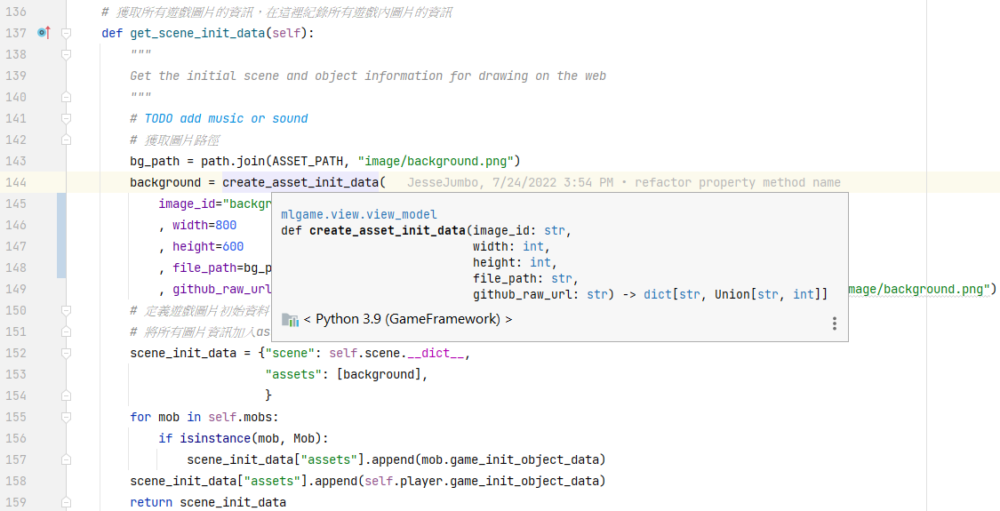 136 # 獲取所有遊戲圖片的資訊，在這裡紀錄所有遊戲內圖片的資訊
137 def get_scene_init_data(self):
138 """
139 Get the initial scene and object information for drawing on the web
140 """
141 # TODO add music or sound
142 # 獲取圖片路徑
143 bg_path = path.join(ASSET_PATH, "image/background.png")
144 background = create_asset_init_data( JesseJumbo, 7/24/2022 3:54 PM • refactor property method name
145 image_id="backgr
146 , width=800
147 , height=600
148 , file_path=bg_p
149 , github_raw_url mage/background.png")
mlgame.view.view_model
def create_asset_init_data(image_id: str,
width: int,
height: int,
file_path: str,
github_raw_url: str) -> dict[str, Union[str, int]]
< Python 3.9 (GameFramework) >
150 # 定義遊戲圖片初始資料
151 # 將所有圖片資訊加入as
152 scene_init_data = {"scene": self.scene.__dict__,
153 "assets": [background],
154 }
155 for mob in self.mobs:
156 if isinstance(mob, Mob):
157 scene_init_data["assets"].append(mob.game_init_object_data)
158 scene_init_data["assets"].append(self.player.game_init_object_data)
159 return scene_init_data